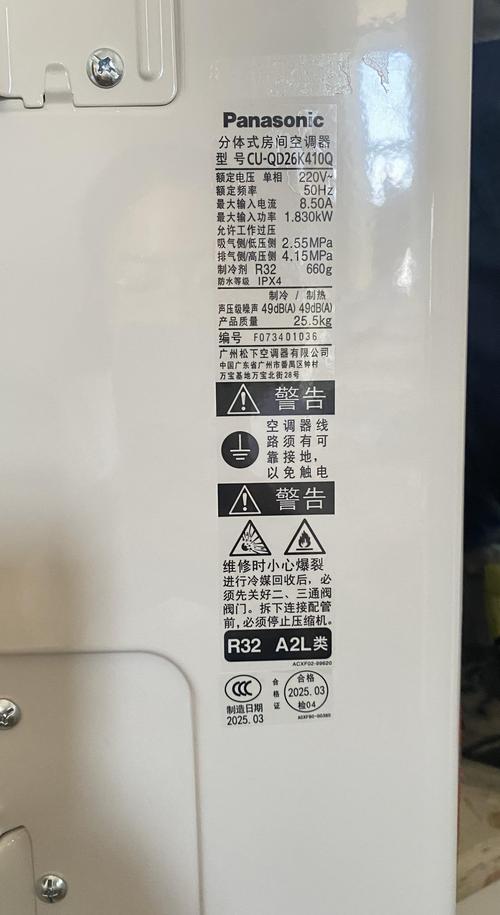 Panasonic
分体式房间空调器
型 号 CU-QD26K410Q
额定电压 单相 220V~
额定频率 50Hz
最大输入电流 8.50A
最大输入功率 1.830kW
允许工作过压
吸气侧/低压侧 2.55MPa
排气侧/高压侧 4.15MPa
制冷剂 R32 660g
防水等级 IPX4
制冷 / 制热
声压级噪声 49dB(A) 49dB(A)
产品质量 25.5kg
编号 F073401036
广州松下空调器有限公司
中国广东省广州市番禺区钟村
万宝基地万宝北街28号
警告
空调器线
路须有可
靠接地，
以免触电
警告
维修时小心爆裂
进行冷媒回收后，必
须先关好二、三通阀
阀门。拆下连接配管
前，必须停止压缩机。
R32 A2L类
ACXF02-99620
CCC
制造日期
2025.03
合格证
合格
2025.03
检04
ACXF60-00380